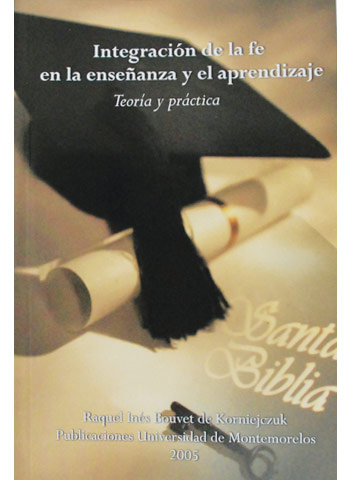 Integración de la fe
en la enseñanza y el aprendizaje
Teoría y práctica
Santa
Biblia
Raquel Inés Bouvet de Korniejczuk
Publicaciones Universidad de Montemorelos
2005